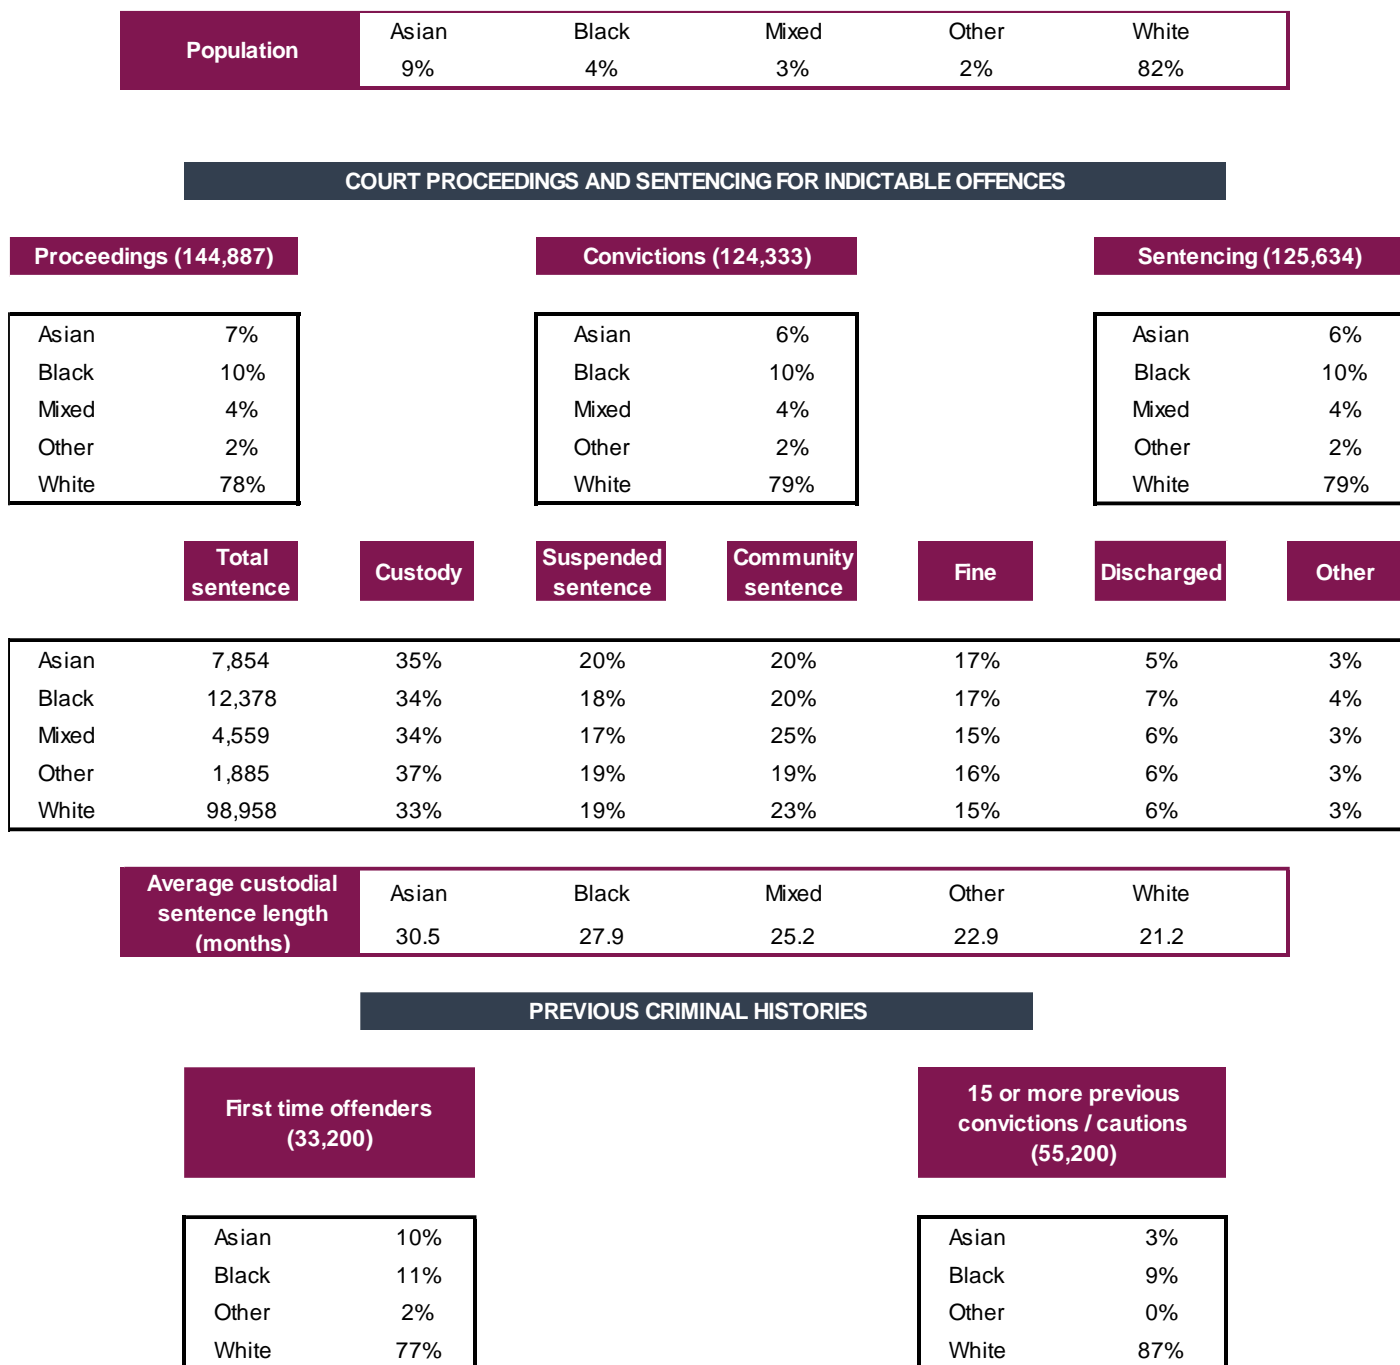 Population
Asian Black Mixed Other White
9% 4% 3% 2% 82%
COURT PROCEEDINGS AND SENTENCING FOR INDICTABLE OFFENCES
Proceedings (144,887) Convictions (124,333) Sentencing (125,634)
Asian 7% Asian 6% Asian 6%
Black 10% Black 10% Black 10%
Mixed 4% Mixed 4% Mixed 4%
Other 2% Other 2% Other 2%
White 78% White 79% White 79%
Total sentence Custody Suspended sentence Community sentence Fine Discharged Other
Asian 7,854 35% 20% 20% 17% 5% 3%
Black 12,378 34% 18% 20% 17% 7% 4%
Mixed 4,559 34% 17% 25% 15% 6% 3%
Other 1,885 37% 19% 19% 16% 6% 3%
White 98,958 33% 19% 23% 15% 6% 3%
Average custodial
sentence length
(months)
Asian Black Mixed Other White
30.5 27.9 25.2 22.9 21.2
PREVIOUS CRIMINAL HISTORIES
First time offenders
(33,200)
15 or more previous
convictions / cautions
(55,200)
Asian 10% Asian 3%
Black 11% Black 9%
Other 2% Other 0%
White 77% White 87%